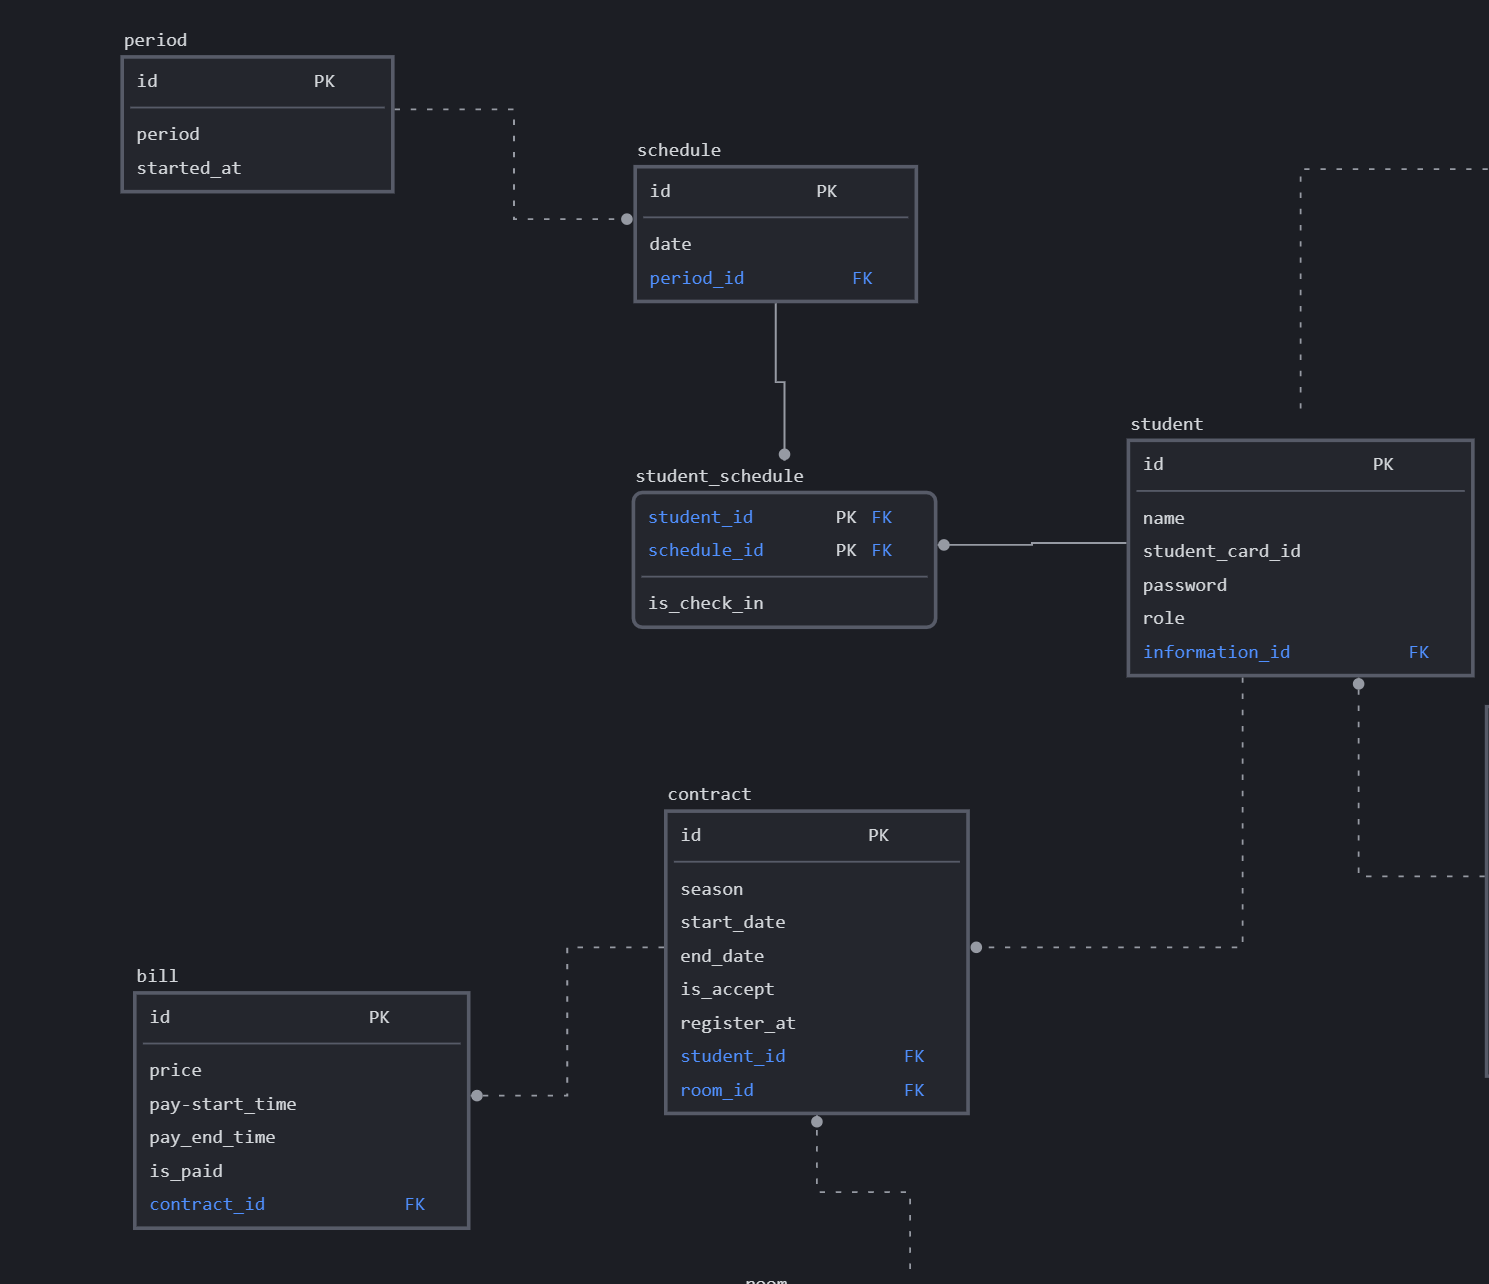 period
id PK
period
started_at
schedule
id PK
date
period_id FK
student_schedule
student_id PK FK
schedule_id PK FK
is_check_in
student
id PK
name
student_card_id
password
role
information_id FK
contract
id PK
season
start_date
end_date
is_accept
register_at
student_id FK
room_id FK
bill
id PK
price
pay-start_time
pay_end_time
is_paid
contract_id FK
room